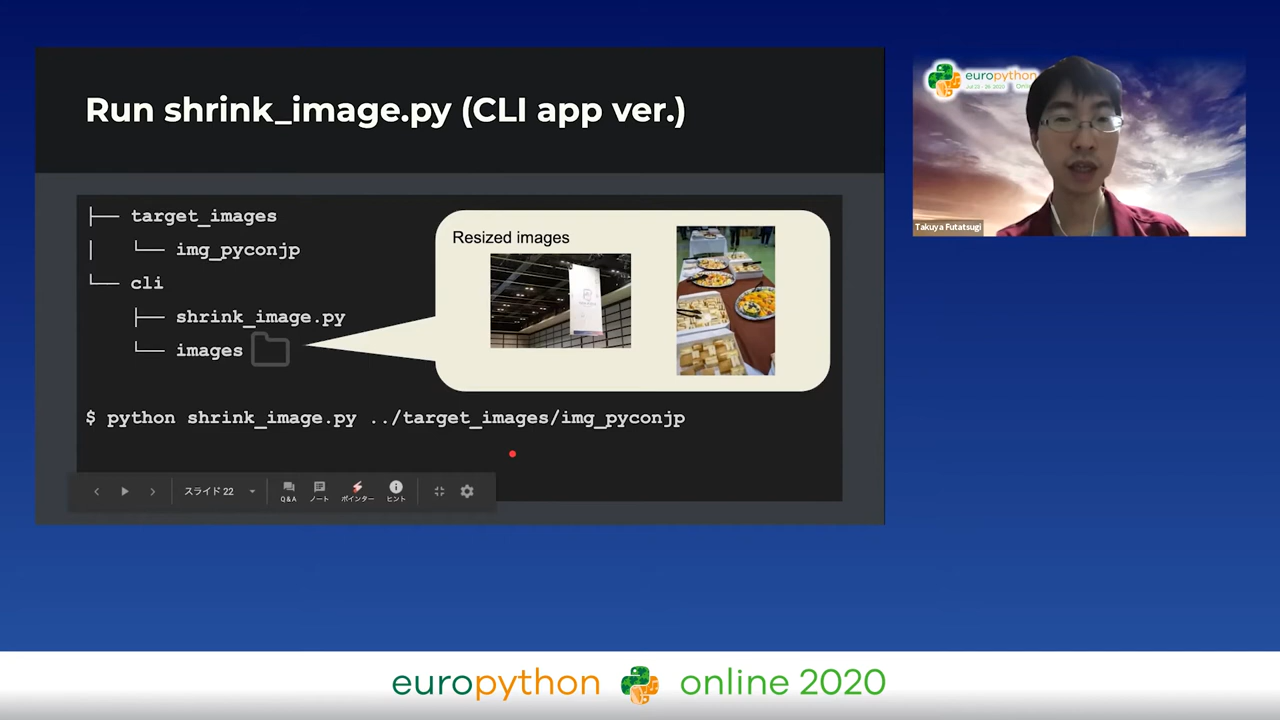 Run shrink_image.py (CLI app ver.)
├── target_images
│   └── img_pyconjp
└── cli
├── shrink_image.py
└── images
Resized images
$ python shrink_image.py ../target_images/img_pyconjp
スライド 22
Q&A
ノート
ポインター
ヒント
europython
Takuya Futatsugi
europython online 2020